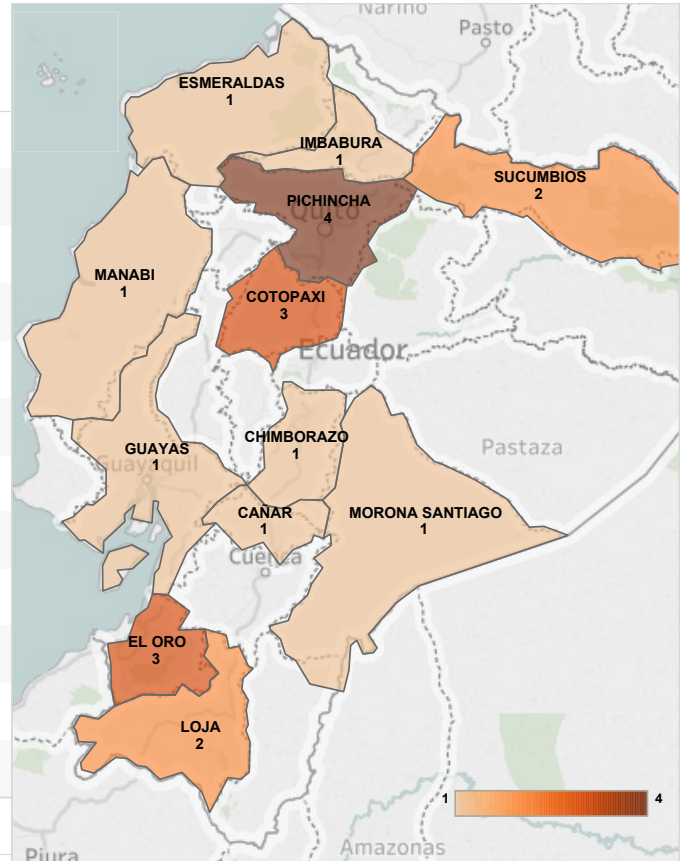 Nariño
Pasto
ESMERALDAS
1
IMBABURA
1
SUCUMBIOS
2
PICHINCHA
4
Quito
MANABI
1
COTOPAXI
3
Ecuador
CHIMBORAZO
1
Pastaza
GUAYAS
1
Guayaquil
CAÑAR
1
MORONA SANTIAGO
1
Cuenca
EL ORO
3
LOJA
2
1
4
Amazonas
Piura